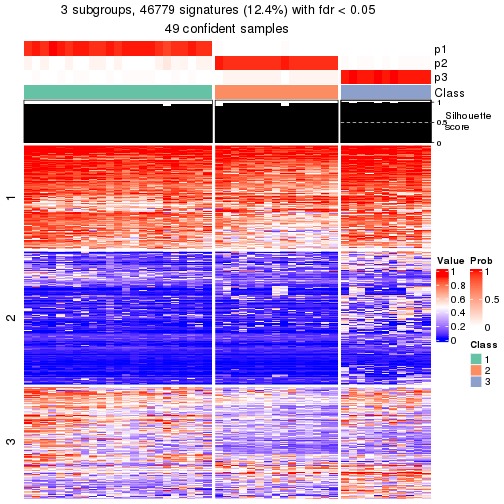 3 subgroups, 46779 signatures (12.4%) with fdr < 0.05
49 confident samples
p1
p2
p3
Class
1
0.5
0
Silhouette
score
1
2
3
Value
1
0.8
0.6
0.4
0.2
0
Prob
1
0.5
0
Class
1
2
3